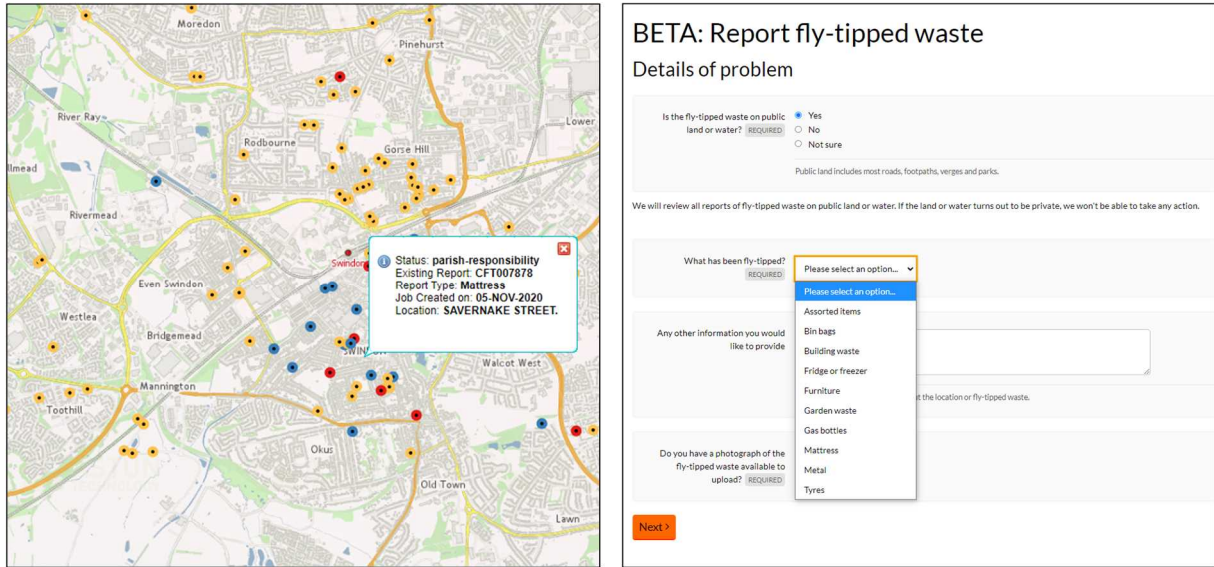 Moredon
Pinehurst
River Ray
Lower
Rodbourne
Gorse Hill
llmead
Rivermead
Swindon
Even Swindon
Status: parish-responsibility
Existing Report: CFT007878
Report Type: Mattress
Job Created on: 05-NOV-2020
Location: SAVERNAKE STREET.
Westlea
Bridgemead
Walcot West
Mannington
Toothill
Okus
Old Town
Lawn
BETA: Report fly-tipped waste
Details of problem
Is the fly-tipped waste on public
land or water? REQUIRED
Yes
No
Not sure
Public land includes most roads, footpaths, verges and parks.
We will review all reports of fly-tipped waste on public land or water. If the land or water turns out to be private, we won't be able to take any action.
What has been fly-tipped?
REQUIRED
Please select an option...
Please select an option...
Assorted items
Bin bags
Building waste
Fridge or freezer
Furniture
Garden waste
Gas bottles
Mattress
Metal
Tyres
Any other information you would
like to provide
the location or fly-tipped waste.
Do you have a photograph of the
fly-tipped waste available to
upload? REQUIRED
Next >